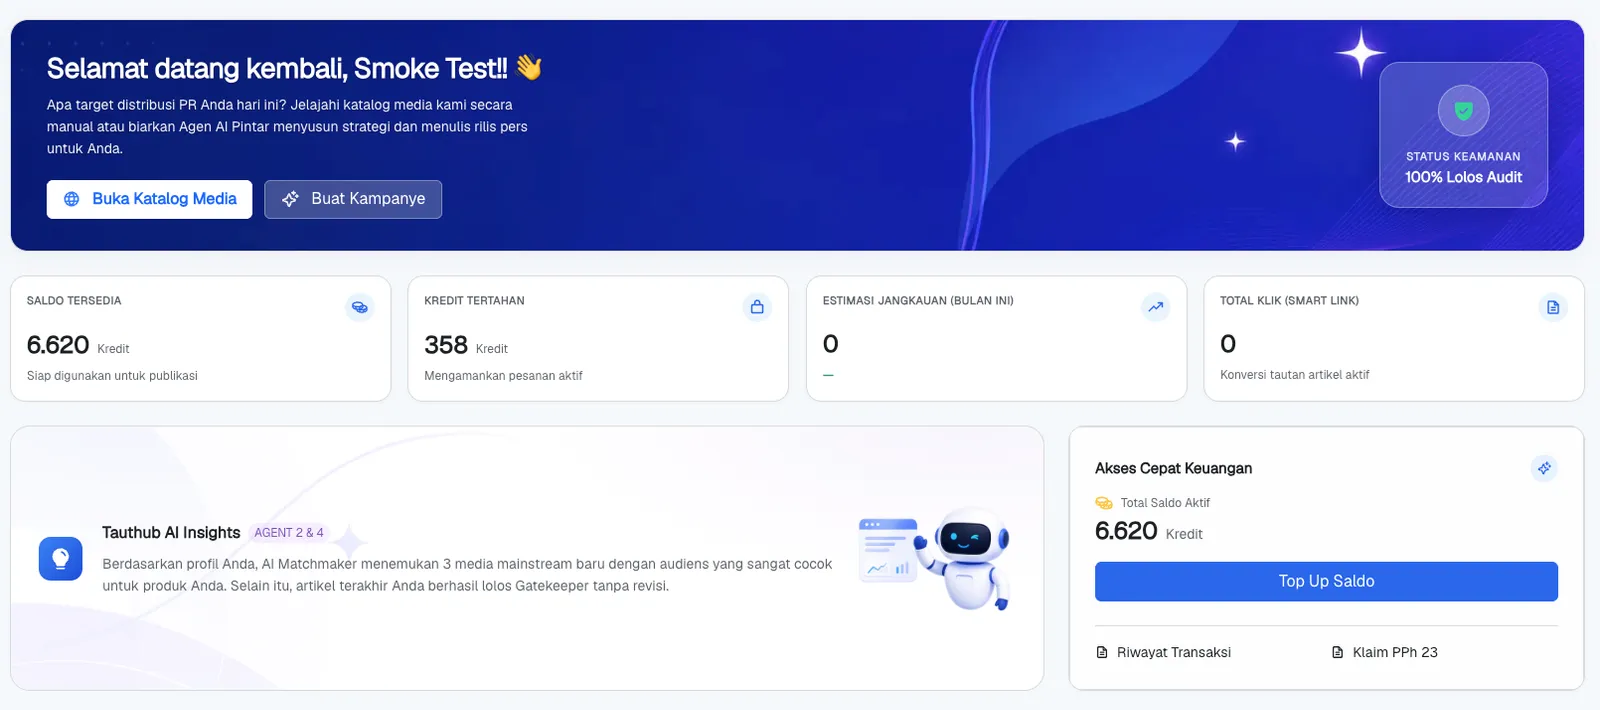 Selamat datang kembali, Smoke Test!! 👋
Apa target distribusi PR Anda hari ini? Jelajahi katalog media kami secara
manual atau biarkan Agen AI Pintar menyusun strategi dan menulis rilis pers
untuk Anda.
Buka Katalog Media
Buat Kampanye
STATUS KEAMANAN
100% Lolos Audit
SALDO TERSEDIA
6.620 Kredit
Siap digunakan untuk publikasi
KREDIT TERTAHAN
358 Kredit
Mengamankan pesanan aktif
ESTIMASI JANGKAUAN (BULAN INI)
0
—
TOTAL KLIK (SMART LINK)
0
Konversi tautan artikel aktif
Tauthub AI Insights AGENT 2 & 4
Berdasarkan profil Anda, AI Matchmaker menemukan 3 media mainstream baru dengan audiens yang sangat cocok
untuk produk Anda. Selain itu, artikel terakhir Anda berhasil lolos Gatekeeper tanpa revisi.
Akses Cepat Keuangan
Total Saldo Aktif
6.620 Kredit
Top Up Saldo
Riwayat Transaksi
Klaim PPh 23